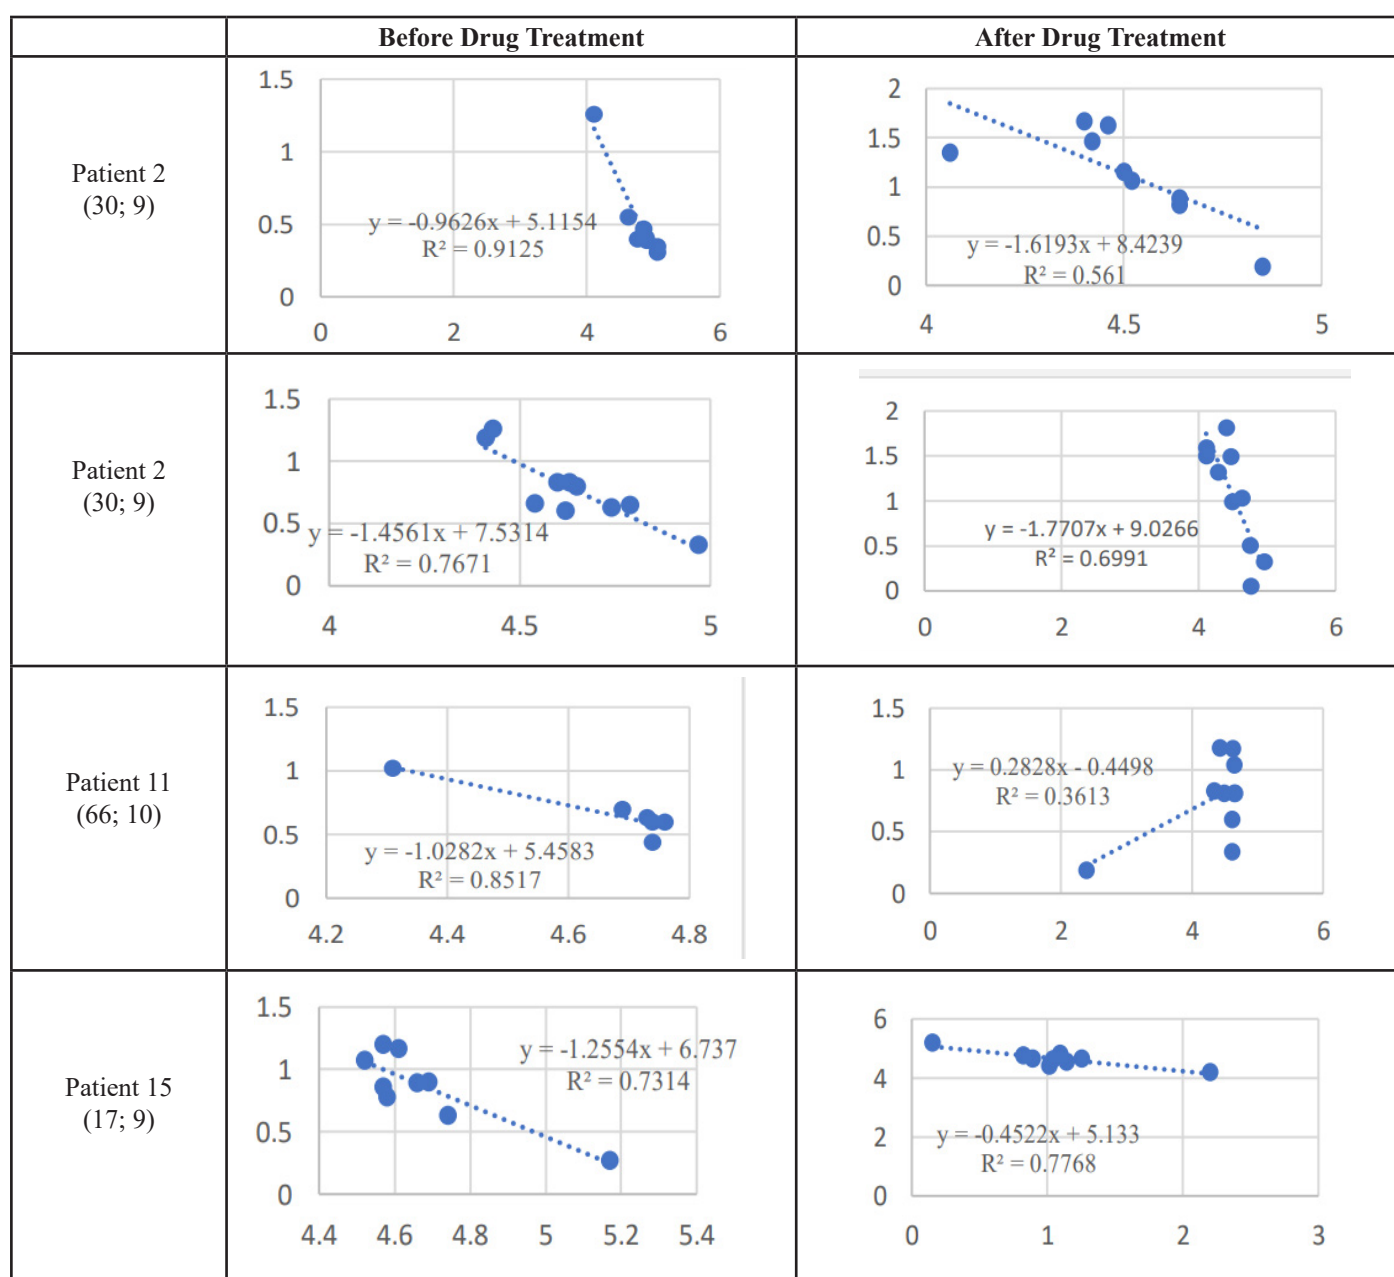 Before Drug Treatment
After Drug Treatment
Patient 2
(30; 9)
1.5
1
0.5
0
y = -0.9626x + 5.1154
R² = 0.9125
0 2 4 6
2
1.5
1
0.5
0
y = -1.6193x + 8.4239
R² = 0.561
4 4.5 5
Patient 2
(30; 9)
1.5
1
0.5
0
y = -1.4561x + 7.5314
R² = 0.7671
4 4.5 5
2
1.5
1
0.5
0
y = -1.7707x + 9.0266
R² = 0.6991
0 2 4 6
Patient 11
(66; 10)
1.5
1
0.5
0
y = -1.0282x + 5.4583
R² = 0.8517
4.2 4.4 4.6 4.8
1.5
1
0.5
0
y = 0.2828x - 0.4498
R² = 0.3613
0 2 4 6
Patient 15
(17; 9)
1.5
1
0.5
0
y = -1.2554x + 6.737
R² = 0.7314
4.4 4.6 4.8 5 5.2 5.4
6
4
2
0
y = -0.4522x + 5.133
R² = 0.7768
0 1 2 3